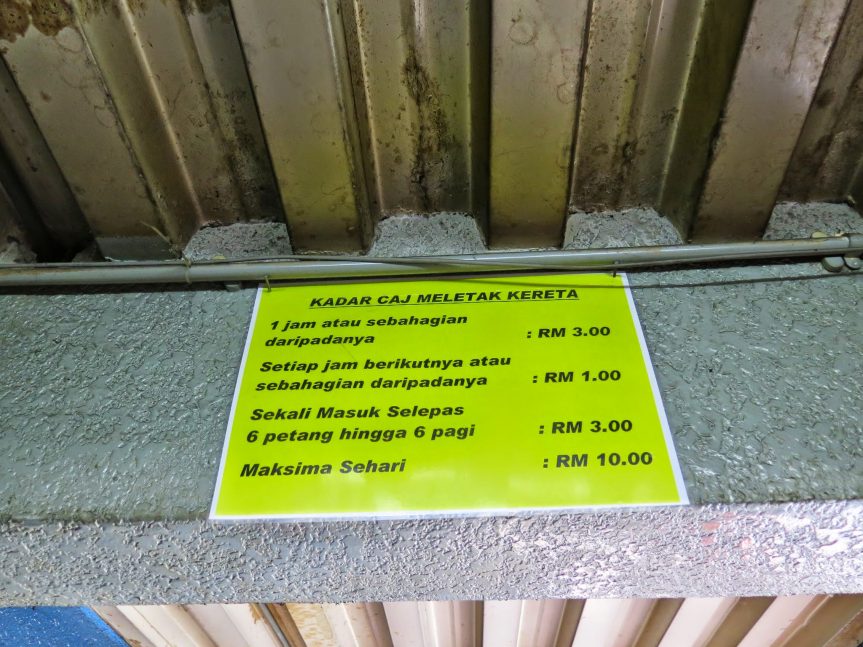 KADAR CAJ MELETAK KERETA
1 jam atau sebahagian
daripadanya : RM 3.00
Setiap jam berikutnya atau
sebahagian daripadanya : RM 1.00
Sekali Masuk Selepas
6 petang hingga 6 pagi : RM 3.00
Maksima Sehari : RM 10.00